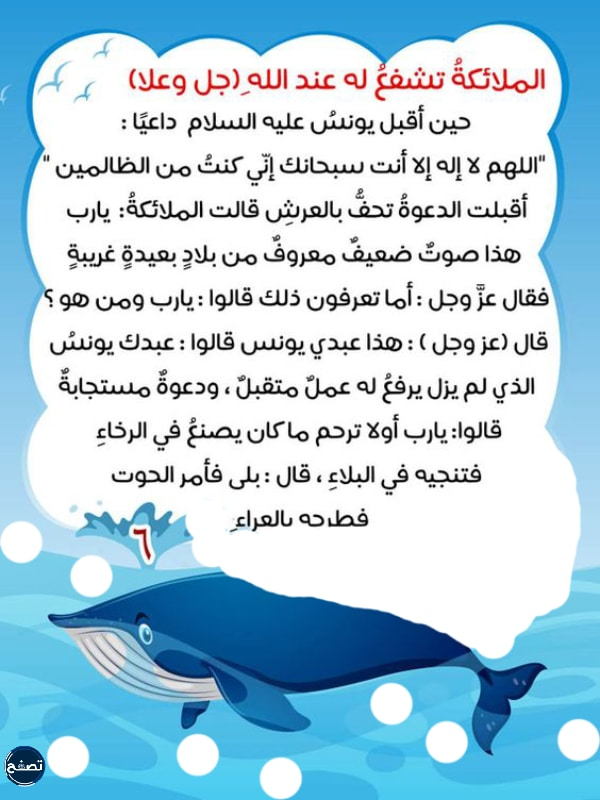 الملائكةُ تشفعُ له عند اللهِ (جل وعلا)
حين أقبل يونسُ عليه السلام داعيًا :
"اللهم لا إله إلا أنت سبحانك إنّي كنتُ من الظالمين "
أقبلت الدعوةُ تحفُّ بالعرشِ قالت الملائكةُ: يارب
هذا صوتٌ ضعيفٌ معروفٌ من بلادٍ بعيدةٍ غريبةٍ
فقال عزَّ وجل : أما تعرفون ذلك قالوا : يارب ومن هو ؟
قال (عز وجل ) : هذا عبدي يونس قالوا : عبدك يونسُ
الذي لم يزل يرفعُ له عملٌ متقبلٌ ، ودعوةٌ مستجابةٌ
قالوا: يارب أولا ترحم ما كان يصنعُ في الرخاءِ
فتنجيه في البلاءِ ، قال : بلى فأمر الحوت
فطرحه بالعراءِ
٦
تصفح